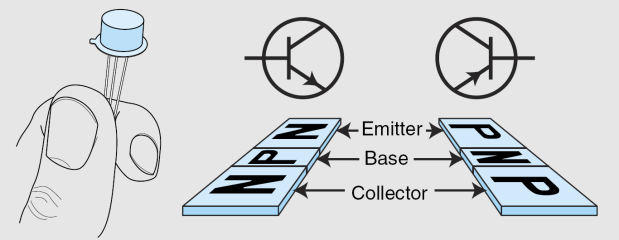 N Emitter P
P Base N
N Collector P